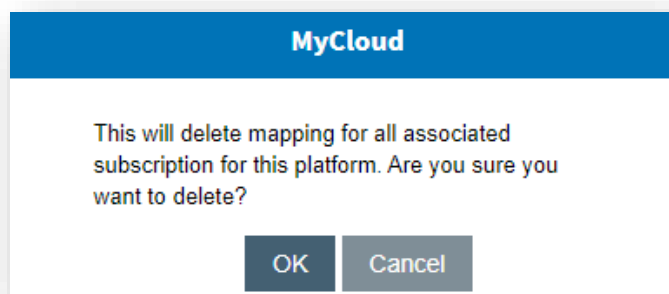 MyCloud
This will delete mapping for all associated
subscription for this platform. Are you sure you
want to delete?
OK Cancel